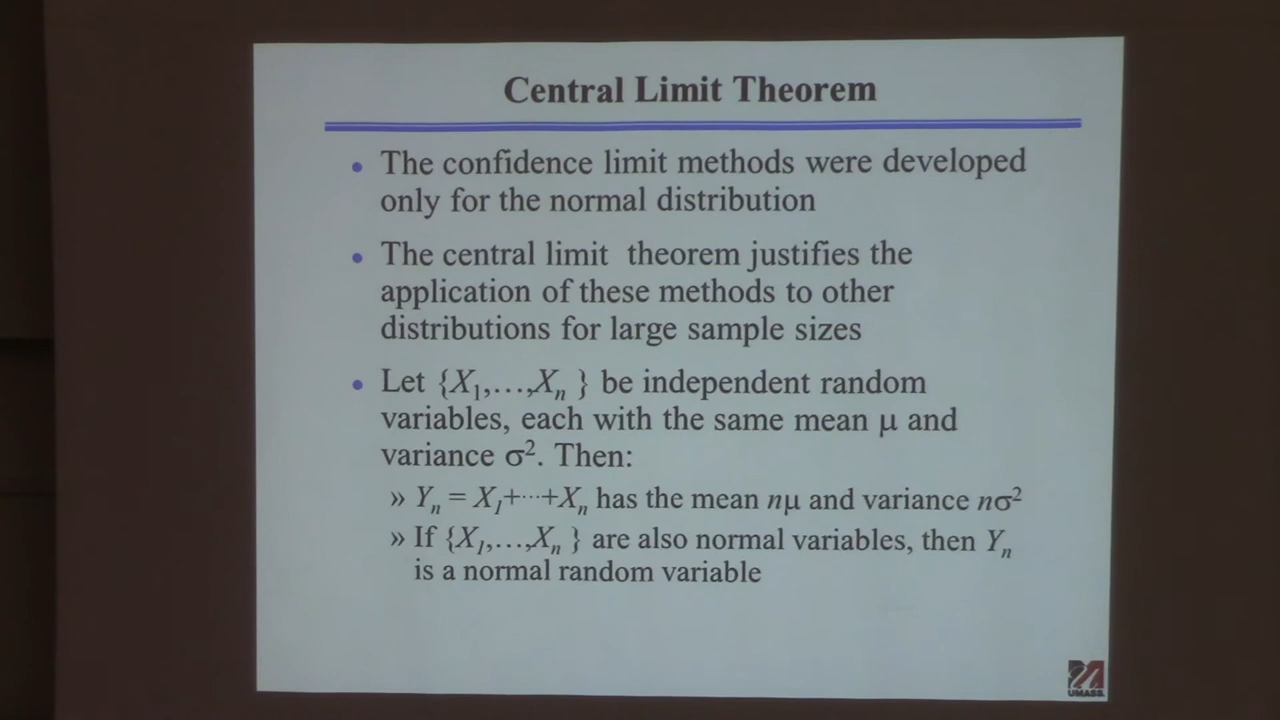 Central Limit Theorem
• The confidence limit methods were developed
only for the normal distribution
• The central limit theorem justifies the
application of these methods to other
distributions for large sample sizes
• Let {X₁,…,Xₙ } be independent random
variables, each with the same mean μ and
variance σ². Then:
» Yₙ = X₁+⋯+Xₙ has the mean nμ and variance nσ²
» If {X₁,…,Xₙ } are also normal variables, then Yₙ
is a normal random variable
UMASS